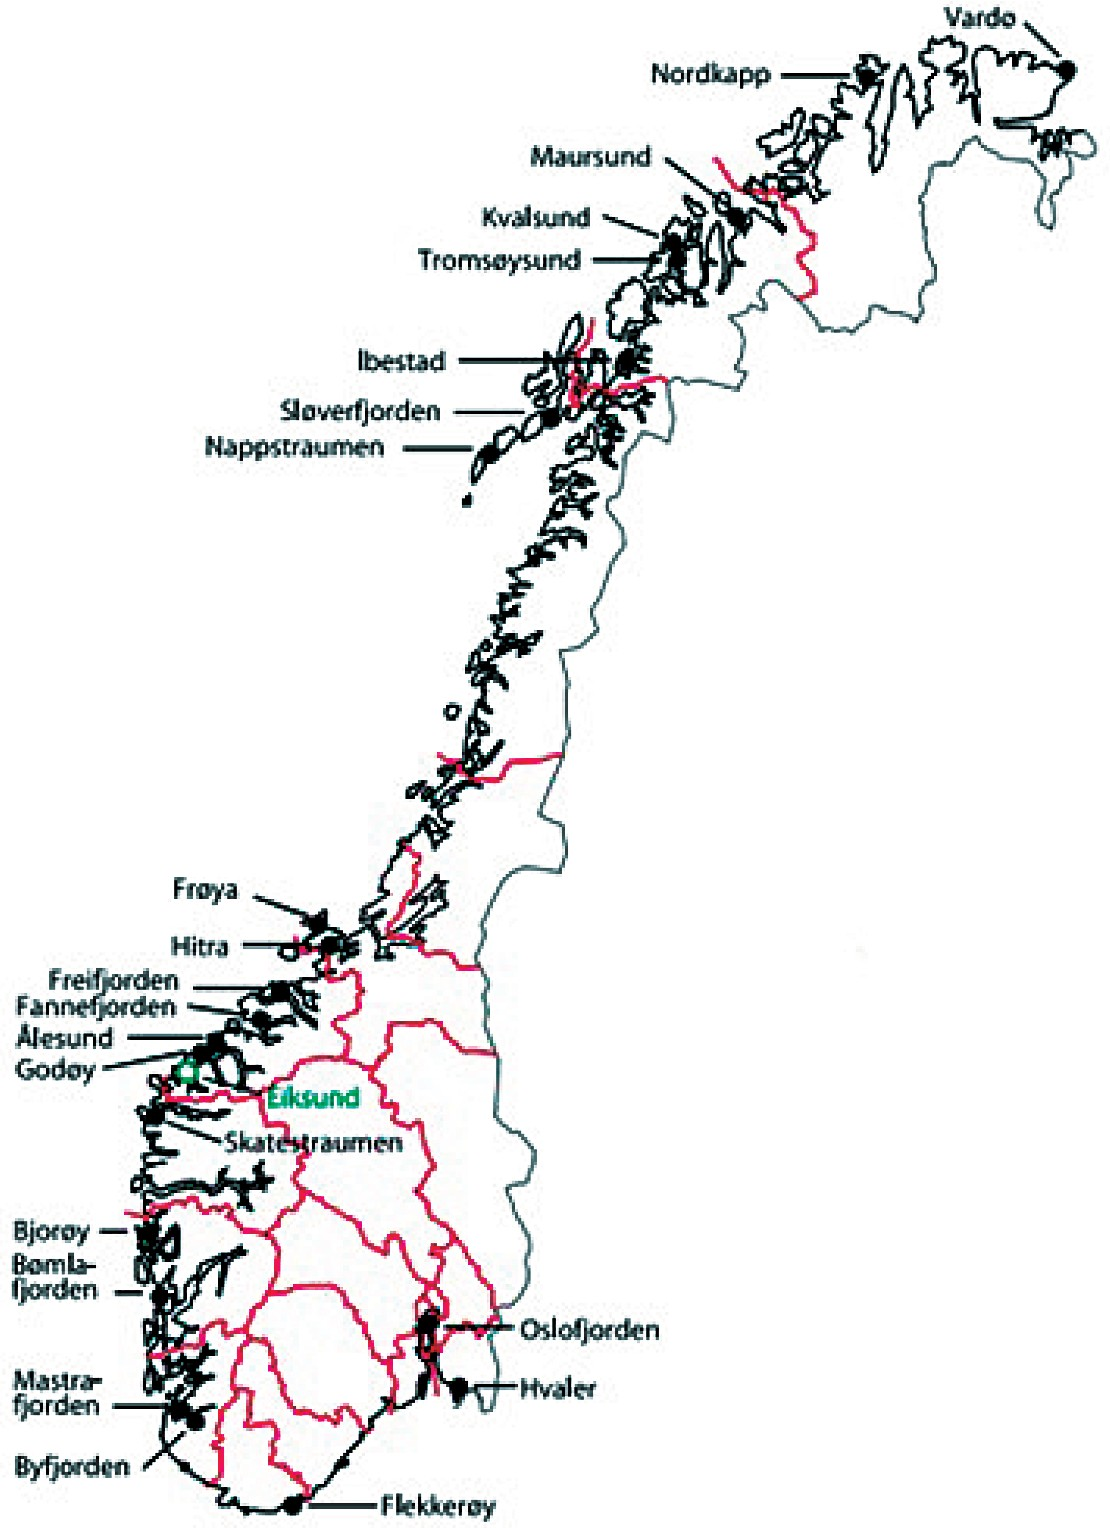 Vardø
Nordkapp
Maursund
Kvalsund
Tromsøysund
Ibestad
Sløverfjorden
Nappstraumen
Frøya
Hitra
Freifjorden
Fannefjorden
Ålesund
Godøy
Eiksund
Skatestraumen
Bjorøy
Bømla-
fjorden
Oslofjorden
Mastra-
fjorden
Hvaler
Byfjorden
Flekkerøy